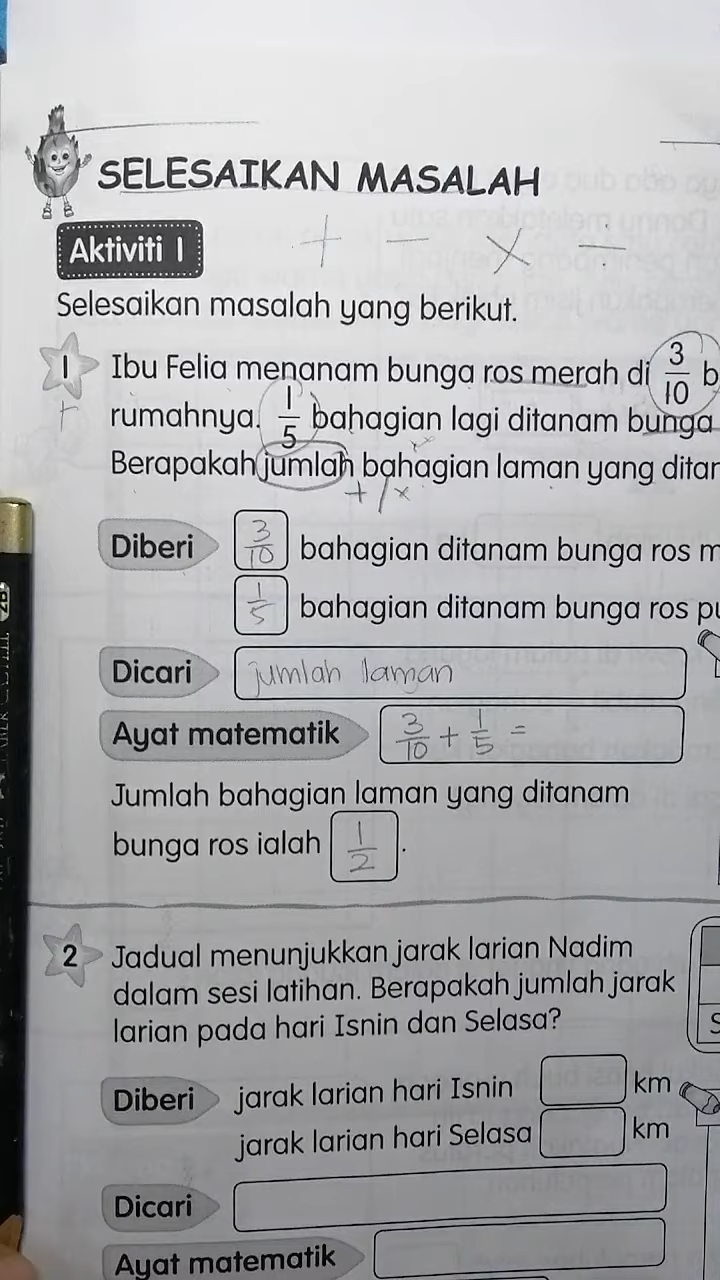 SELESAIKAN MASALAH
Aktiviti 1
+ − × ÷
Selesaikan masalah yang berikut.
1 Ibu Felia menanam bunga ros merah di 3/10 b
+ rumahnya. 1/5 bahagian lagi ditanam bunga
Berapakah jumlah bahagian laman yang ditan
+ / ×
Diberi 3/10 bahagian ditanam bunga ros m
1/5 bahagian ditanam bunga ros pu
Dicari jumlah laman
Ayat matematik 3/10 + 1/5 =
Jumlah bahagian laman yang ditanam
bunga ros ialah 1/2.
2 Jadual menunjukkan jarak larian Nadim
dalam sesi latihan. Berapakah jumlah jarak
larian pada hari Isnin dan Selasa?
S
Diberi jarak larian hari Isnin km
jarak larian hari Selasa km
Dicari
Ayat matematik